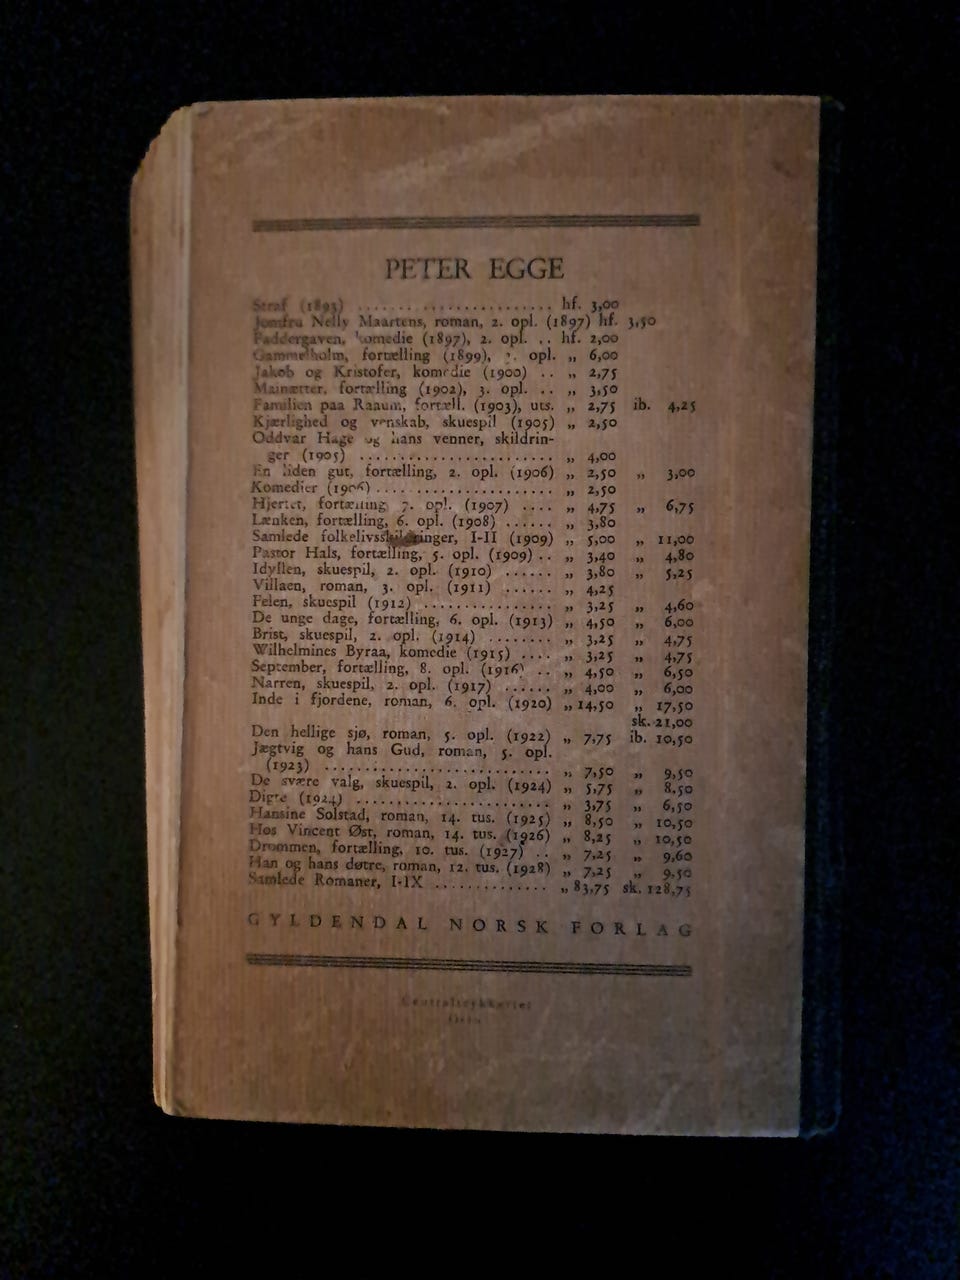 PETER EGGE
Straf (1893) ........................ hf. 3,00
Jomfru Nelly Maartens, roman, 2. opl. (1897) hf. 3,50
Faddergaven, komedie (1897), 2. opl. .. hf. 2,00
Gammelholm, fortælling (1899), opl. „ 6,00
Jakob og Kristofer, komedie (1900) .. „ 2,75
Mainætter, fortælling (1902), 3. opl. .. „ 3,50
Familien paa Raaum, fortæll. (1903), uts. „ 2,75 ib. 4,25
Kjærlighed og venskab, skuespil (1905) „ 2,50
Oddvar Hage og hans venner, skildrin-
ger (1905) ........................ „ 4,00
En liden gut, fortælling, 2. opl. (1906) „ 2,50 „ 3,00
Komedier (1906) ...................... „ 2,50
Hjertet, fortælling 7. opl. (1907) .... „ 4,75 „ 6,75
Lænken, fortælling, 6. opl. (1908) ...... „ 3,80
Samlede folkelivsskildringer, I-II (1909) „ 5,00 „ 11,00
Pastor Hals, fortælling, 5. opl. (1909) .. „ 3,40 „ 4,80
Idyllen, skuespil, 2. opl. (1910) ...... „ 3,80 „ 5,25
Villaen, roman, 3. opl. (1911) ...... „ 4,25
Felen, skuespil (1912) ................ „ 3,25 „ 4,60
De unge dage, fortælling, 6. opl. (1913) „ 4,50 „ 6,00
Brist, skuespil, 2. opl. (1914) ........ „ 3,25 „ 4,75
Wilhelmines Byraa, komedie (1915) .... „ 3,25 „ 4,75
September, fortælling, 8. opl. (1916) .. „ 4,50 „ 6,50
Narren, skuespil, 2. opl. (1917) ...... „ 4,00 „ 6,00
Inde i fjordene, roman, 6. opl. (1920) „ 14,50 „ 17,50
sk. 21,00
Den hellige sjø, roman, 5. opl. (1922) „ 7,75 ib. 10,50
Jægtvig og hans Gud, roman, 5. opl.
(1923) ............................ „ 7,50 „ 9,50
De svære valg, skuespil, 2. opl. (1924) „ 5,75 „ 8,50
Digte (1924) ........................ „ 3,75 „ 6,50
Hansine Solstad, roman, 14. tus. (1925) „ 8,50 „ 10,50
Hos Vincent Øst, roman, 14. tus. (1926) „ 8,25 „ 10,50
Drømmen, fortælling, 10. tus. (1927) .. „ 7,25 „ 9,60
Han og hans døtre, roman, 12. tus. (1928) „ 7,25 „ 9,50
Samlede Romaner, I-IX .............. „ 83,75 sk. 128,75
GYLDENDAL NORSK FORLAG
Centraltrykkeriet
Oslo